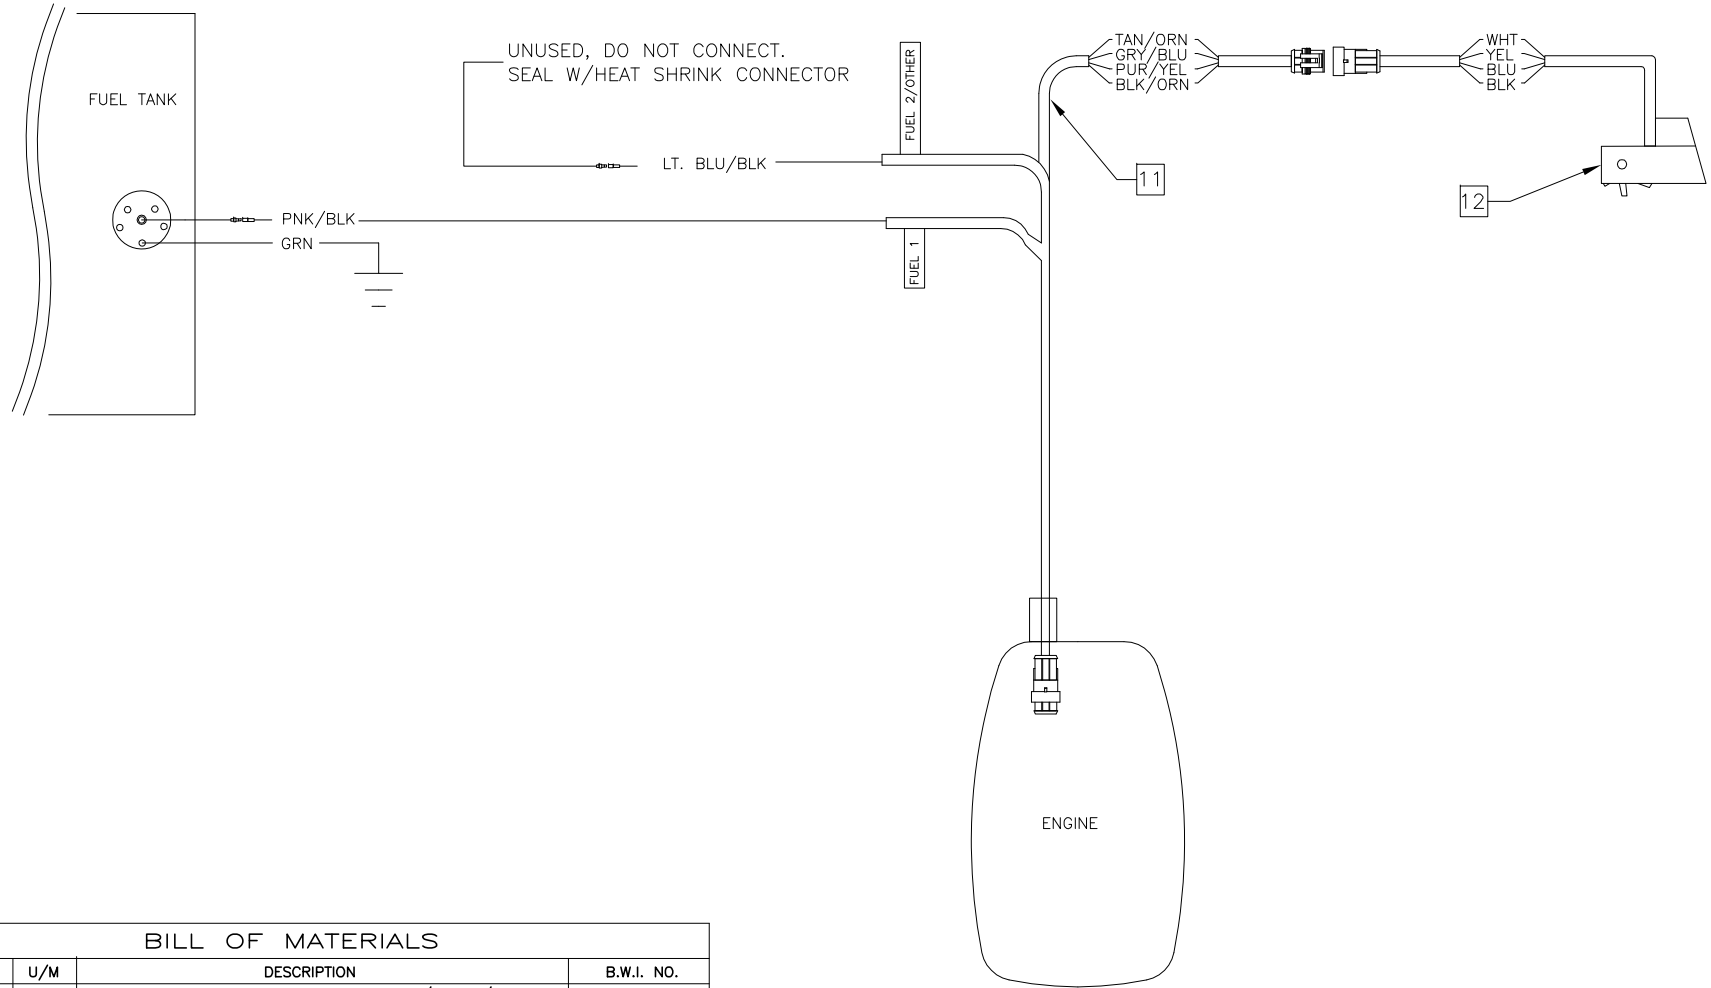 UNUSED, DO NOT CONNECT.
SEAL W/HEAT SHRINK CONNECTOR
FUEL TANK
LT. BLU/BLK
PNK/BLK
GRN
FUEL 2/OTHER
FUEL 1
TAN/ORN
GRY/BLU
PUR/YEL
BLK/ORN
WHT
YEL
BLU
BLK
11
12
ENGINE
BILL OF MATERIALS
U/M DESCRIPTION B.W.I. NO.